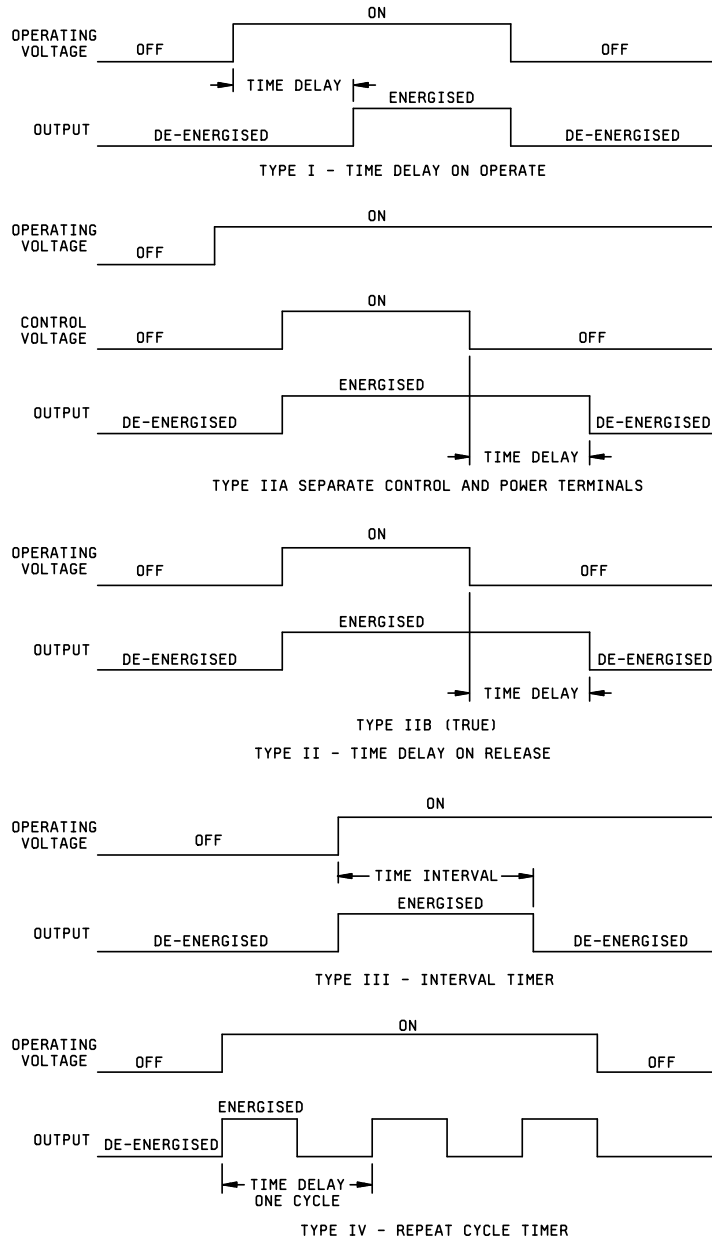 ON
OPERATING
VOLTAGE
OFF
OFF
TIME DELAY
ENERGISED
OUTPUT
DE-ENERGISED
DE-ENERGISED
TYPE I - TIME DELAY ON OPERATE
ON
OPERATING
VOLTAGE
OFF
ON
CONTROL
VOLTAGE
OFF
OFF
ENERGISED
OUTPUT
DE-ENERGISED
DE-ENERGISED
TIME DELAY
TYPE IIA SEPARATE CONTROL AND POWER TERMINALS
ON
OPERATING
VOLTAGE
OFF
OFF
ENERGISED
OUTPUT
DE-ENERGISED
DE-ENERGISED
TIME DELAY
TYPE IIB (TRUE)
TYPE II - TIME DELAY ON RELEASE
ON
OPERATING
VOLTAGE
OFF
TIME INTERVAL
ENERGISED
OUTPUT
DE-ENERGISED
DE-ENERGISED
TYPE III - INTERVAL TIMER
ON
OPERATING
VOLTAGE
OFF
OFF
ENERGISED
OUTPUT
DE-ENERGISED
TIME DELAY
ONE CYCLE
TYPE IV - REPEAT CYCLE TIMER